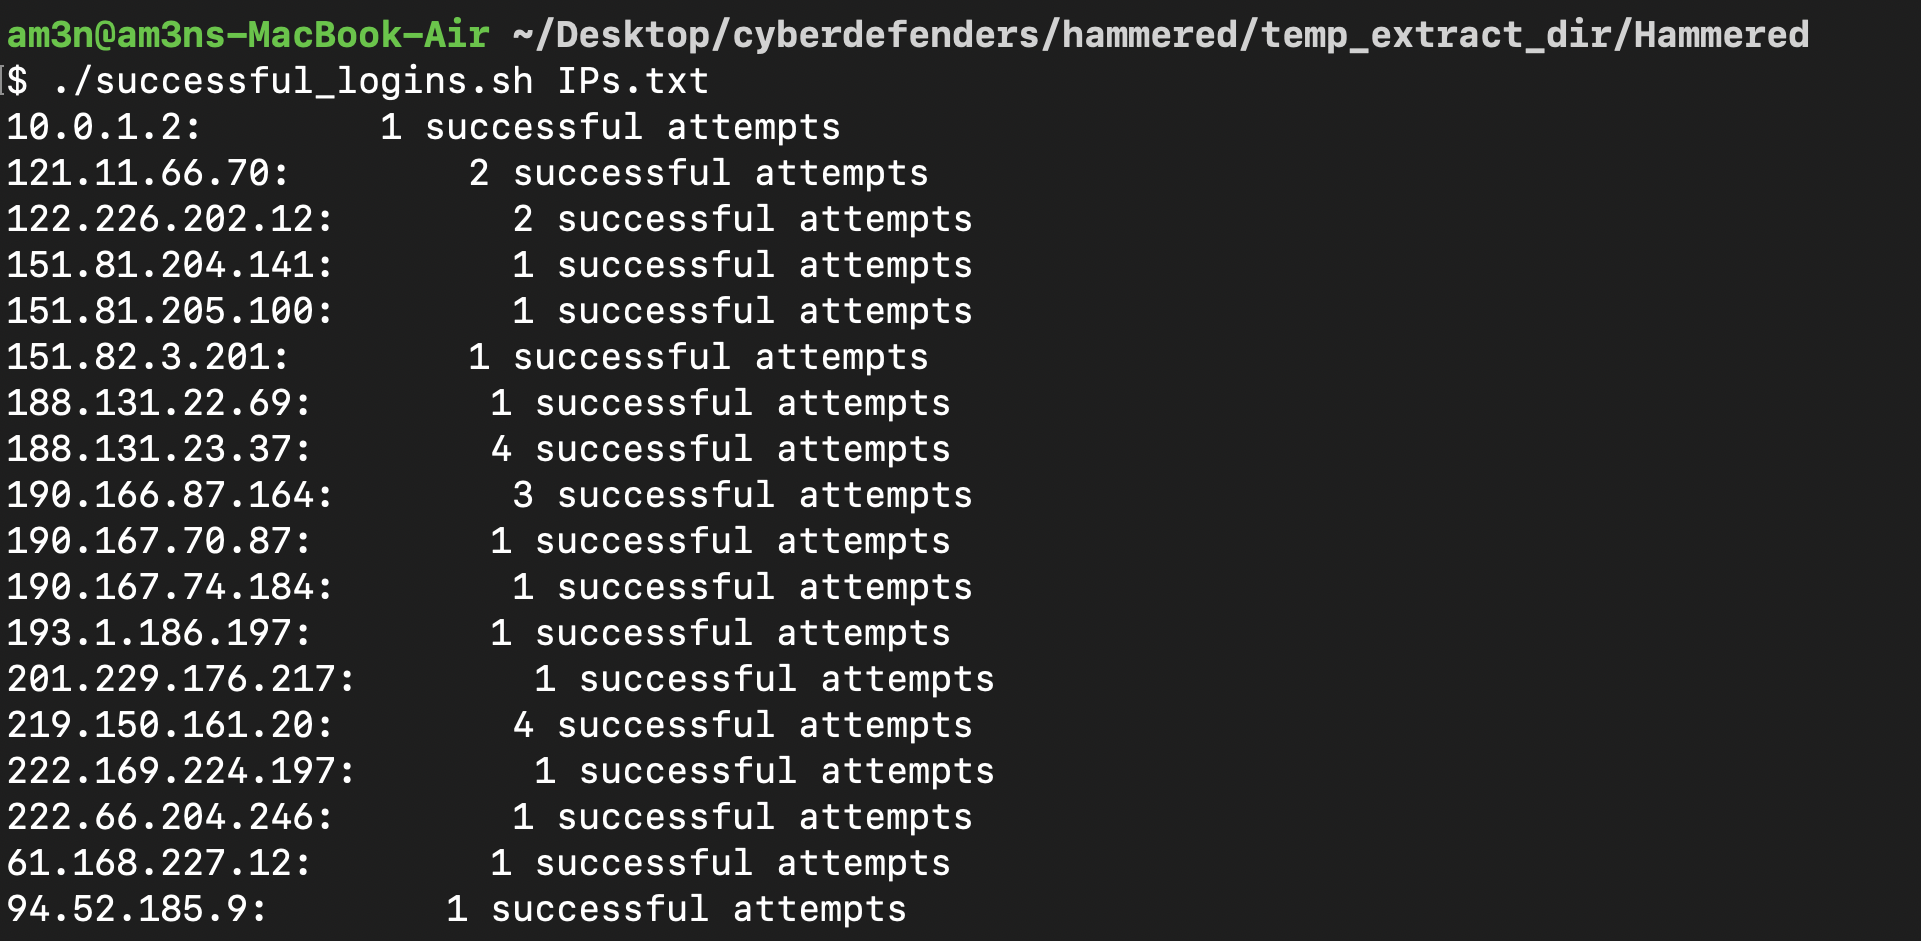 am3n@am3ns-MacBook-Air ~/Desktop/cyberdefenders/hammered/temp_extract_dir/Hammered
$ ./successful_logins.sh IPs.txt
10.0.1.2:        1 successful attempts
121.11.66.70:        2 successful attempts
122.226.202.12:        2 successful attempts
151.81.204.141:        1 successful attempts
151.81.205.100:        1 successful attempts
151.82.3.201:        1 successful attempts
188.131.22.69:        1 successful attempts
188.131.23.37:        4 successful attempts
190.166.87.164:        3 successful attempts
190.167.70.87:        1 successful attempts
190.167.74.184:        1 successful attempts
193.1.186.197:        1 successful attempts
201.229.176.217:        1 successful attempts
219.150.161.20:        4 successful attempts
222.169.224.197:        1 successful attempts
222.66.204.246:        1 successful attempts
61.168.227.12:        1 successful attempts
94.52.185.9:        1 successful attempts